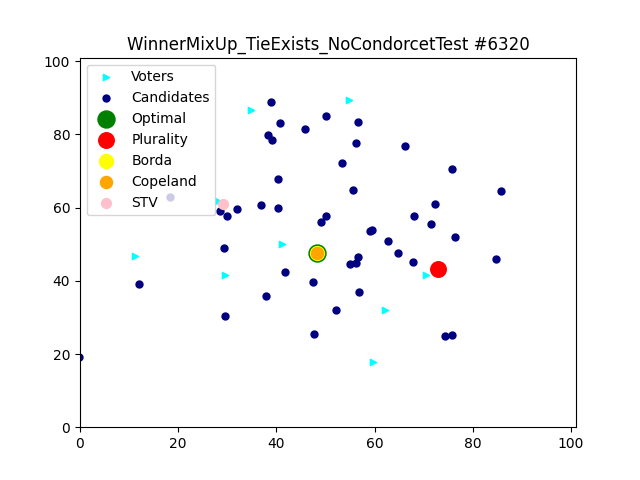 WinnerMixUp_TieExists_NoCondorcetTest #6320
100
80
60
40
20
0
Voters
Candidates
Optimal
Plurality
Borda
Copeland
STV
0 20 40 60 80 100